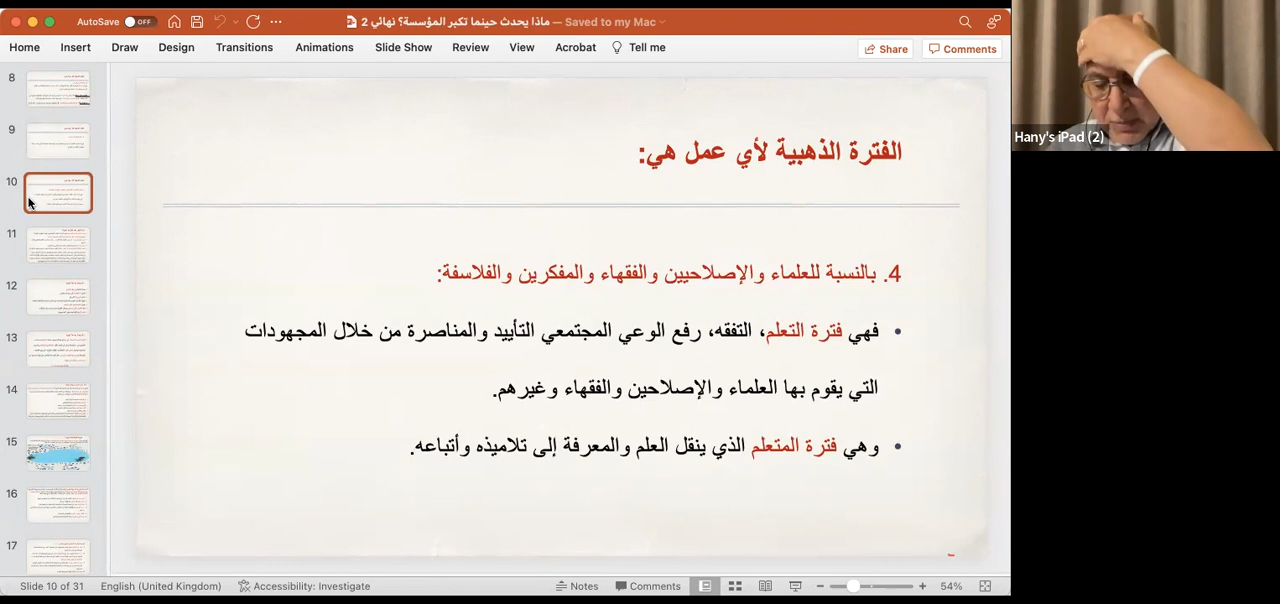 AutoSave OFF
ماذا يحدث حينما تكبر المؤسسة؟ نهائي 2 — Saved to my Mac
Home Insert Draw Design Transitions Animations Slide Show Review View Acrobat Tell me Share Comments
8
9
10
11
12
13
14
15
16
17
الفترة الذهبية لأي عمل هي:
4. بالنسبة للعلماء والإصلاحيين والفقهاء والمفكرين والفلاسفة:
• فهي فترة التعلم، التفقه، رفع الوعي المجتمعي التأييد والمناصرة من خلال المجهودات
التي يقوم بها العلماء والإصلاحين والفقهاء وغيرهم.
• وهي فترة المتعلم الذي ينقل العلم والمعرفة إلى تلاميذه وأتباعه.
Slide 10 of 31 English (United Kingdom) Accessibility: Investigate Notes Comments 54%
Hany's iPad (2)